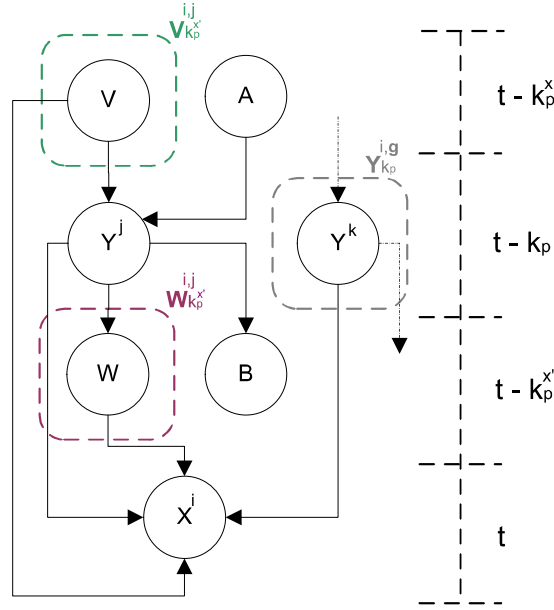 V^{i,j}_{k_p^{x'}}
V
A
t - k_p^x
Y^{i,g}_{k_p}
Y^j
Y^k
t - k_p
W^{i,j}_{k_p^{x'}}
W
B
t - k_p^{x'}
X^i
t